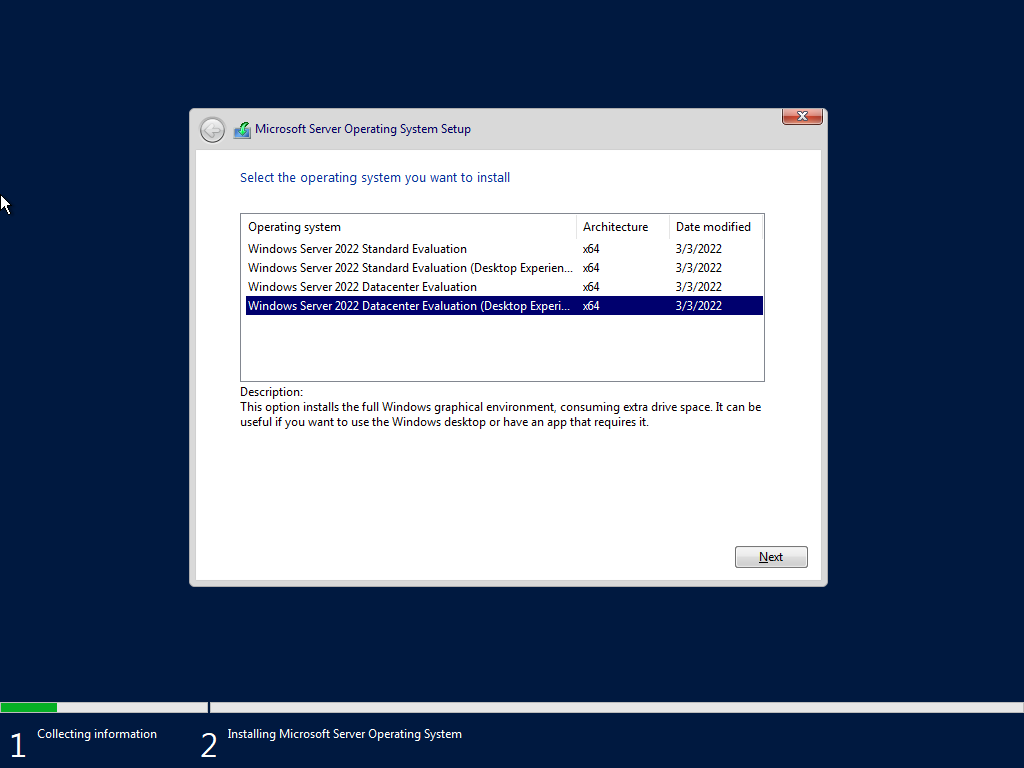 Microsoft Server Operating System Setup
Select the operating system you want to install
Operating system Architecture Date modified
Windows Server 2022 Standard Evaluation x64 3/3/2022
Windows Server 2022 Standard Evaluation (Desktop Experien... x64 3/3/2022
Windows Server 2022 Datacenter Evaluation x64 3/3/2022
Windows Server 2022 Datacenter Evaluation (Desktop Experi... x64 3/3/2022
Description:
This option installs the full Windows graphical environment, consuming extra drive space. It can be
useful if you want to use the Windows desktop or have an app that requires it.
Next
1 Collecting information 2 Installing Microsoft Server Operating System